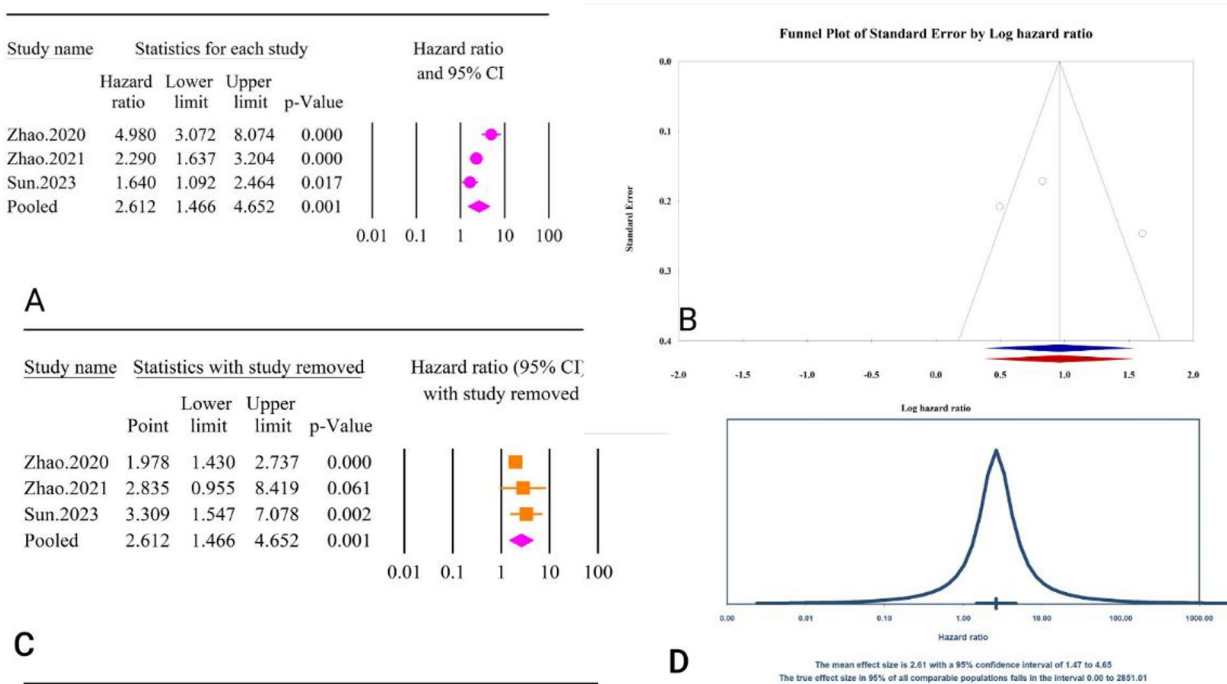 Study name Statistics for each study Hazard ratio
and 95% CI
Hazard Lower Upper
ratio limit limit p-Value
Zhao.2020 4.980 3.072 8.074 0.000
Zhao.2021 2.290 1.637 3.204 0.000
Sun.2023 1.640 1.092 2.464 0.017
Pooled 2.612 1.466 4.652 0.001
0.01 0.1 1 10 100
A
Funnel Plot of Standard Error by Log hazard ratio
Standard Error
0.0
0.1
0.2
0.3
0.4
-2.0 -1.5 -1.0 -0.5 0.0 0.5 1.0 1.5 2.0
Log hazard ratio
B
Study name Statistics with study removed Hazard ratio (95% CI)
with study removed
Lower Upper
Point limit limit p-Value
Zhao.2020 1.978 1.430 2.737 0.000
Zhao.2021 2.835 0.955 8.419 0.061
Sun.2023 3.309 1.547 7.078 0.002
Pooled 2.612 1.466 4.652 0.001
0.01 0.1 1 10 100
C
0.00 0.01 0.10 1.00 10.00 100.00 1000.00
Hazard ratio
D
The mean effect size is 2.61 with a 95% confidence interval of 1.47 to 4.65
The true effect size in 95% of all comparable populations falls in the interval 0.00 to 2851.01